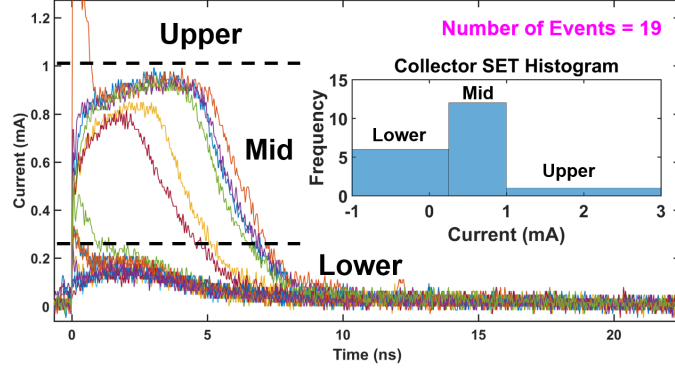 Upper
Number of Events = 19
Mid
Lower
Current (mA)
1.2
1
0.8
0.6
0.4
0.2
0
0
5
10
15
20
Time (ns)
Collector SET Histogram
Frequency
15
10
5
0
Lower
Mid
Upper
-1
0
1
2
3
Current (mA)